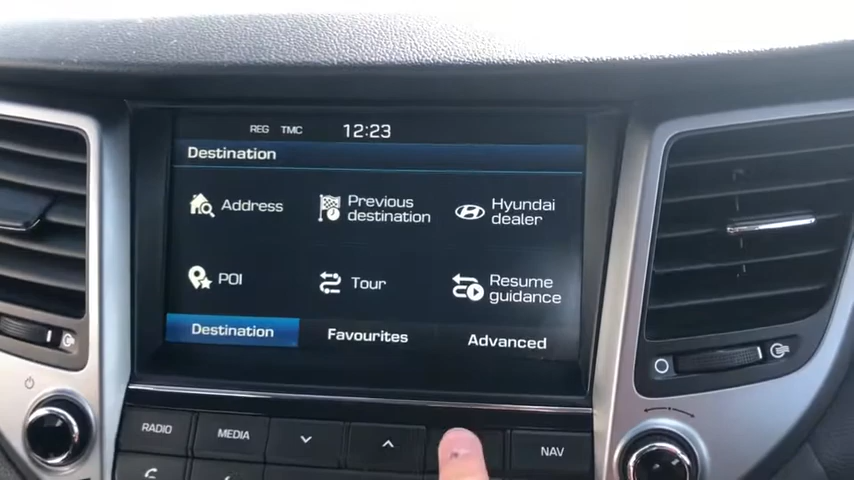 REG TMC 12:23
Destination
Address
Previous
destination
Hyundai
dealer
POI
Tour
Resume
guidance
Destination
Favourites
Advanced
RADIO
MEDIA
NAV